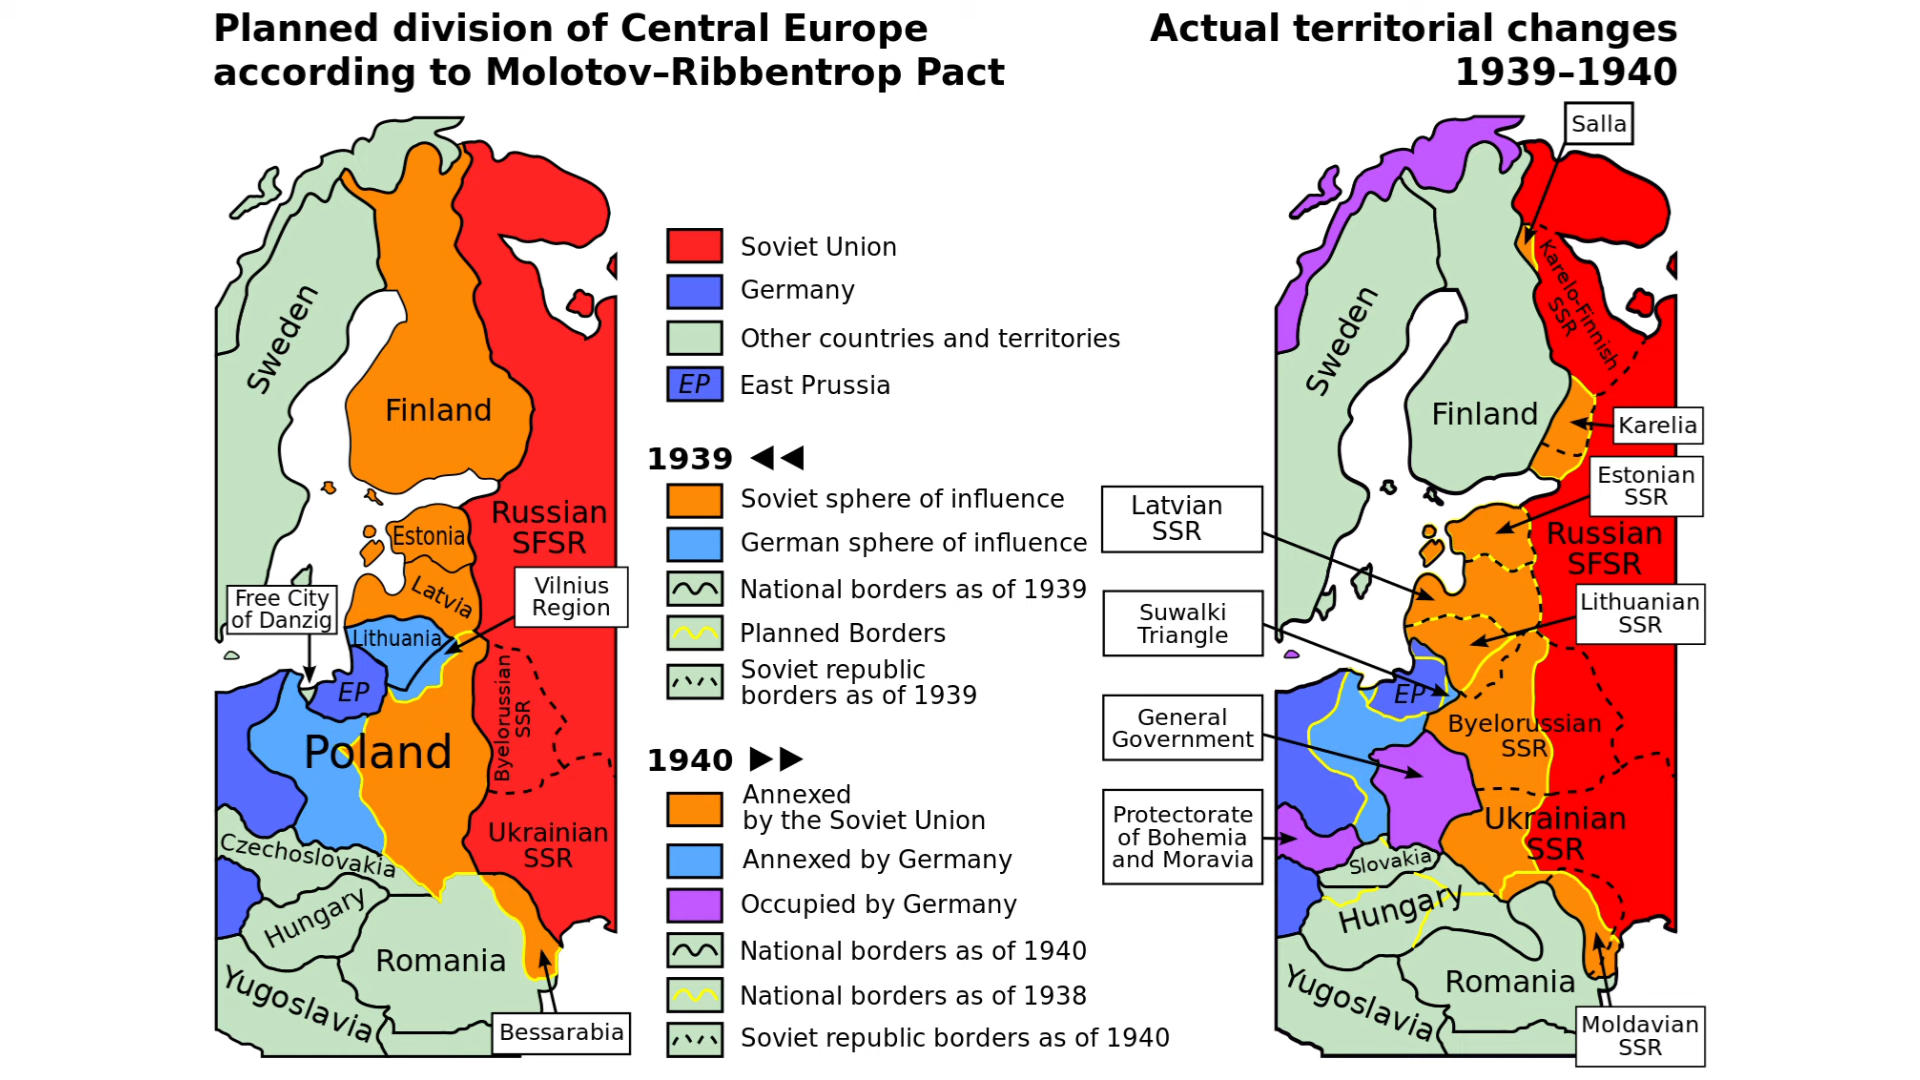 Planned division of Central Europe
according to Molotov–Ribbentrop Pact
Actual territorial changes
1939–1940
Sweden
Finland
Estonia
Latvia
Lithuania
Free City
of Danzig
Vilnius
Region
EP
Poland
Russian
SFSR
Byelorussian
SSR
Ukrainian
SSR
Czechoslovakia
Hungary
Romania
Yugoslavia
Bessarabia
Soviet Union
Germany
Other countries and territories
EP
East Prussia
1939 ◀◀
Soviet sphere of influence
German sphere of influence
National borders as of 1939
Planned Borders
Soviet republic
borders as of 1939
1940 ▶▶
Annexed
by the Soviet Union
Annexed by Germany
Occupied by Germany
National borders as of 1940
National borders as of 1938
Soviet republic borders as of 1940
Salla
Karelo-Finnish
SSR
Sweden
Finland
Karelia
Estonian
SSR
Latvian
SSR
Russian
SFSR
Lithuanian
SSR
Suwalki
Triangle
EP
General
Government
Byelorussian
SSR
Protectorate
of Bohemia
and Moravia
Ukrainian
SSR
Slovakia
Hungary
Romania
Yugoslavia
Moldavian
SSR